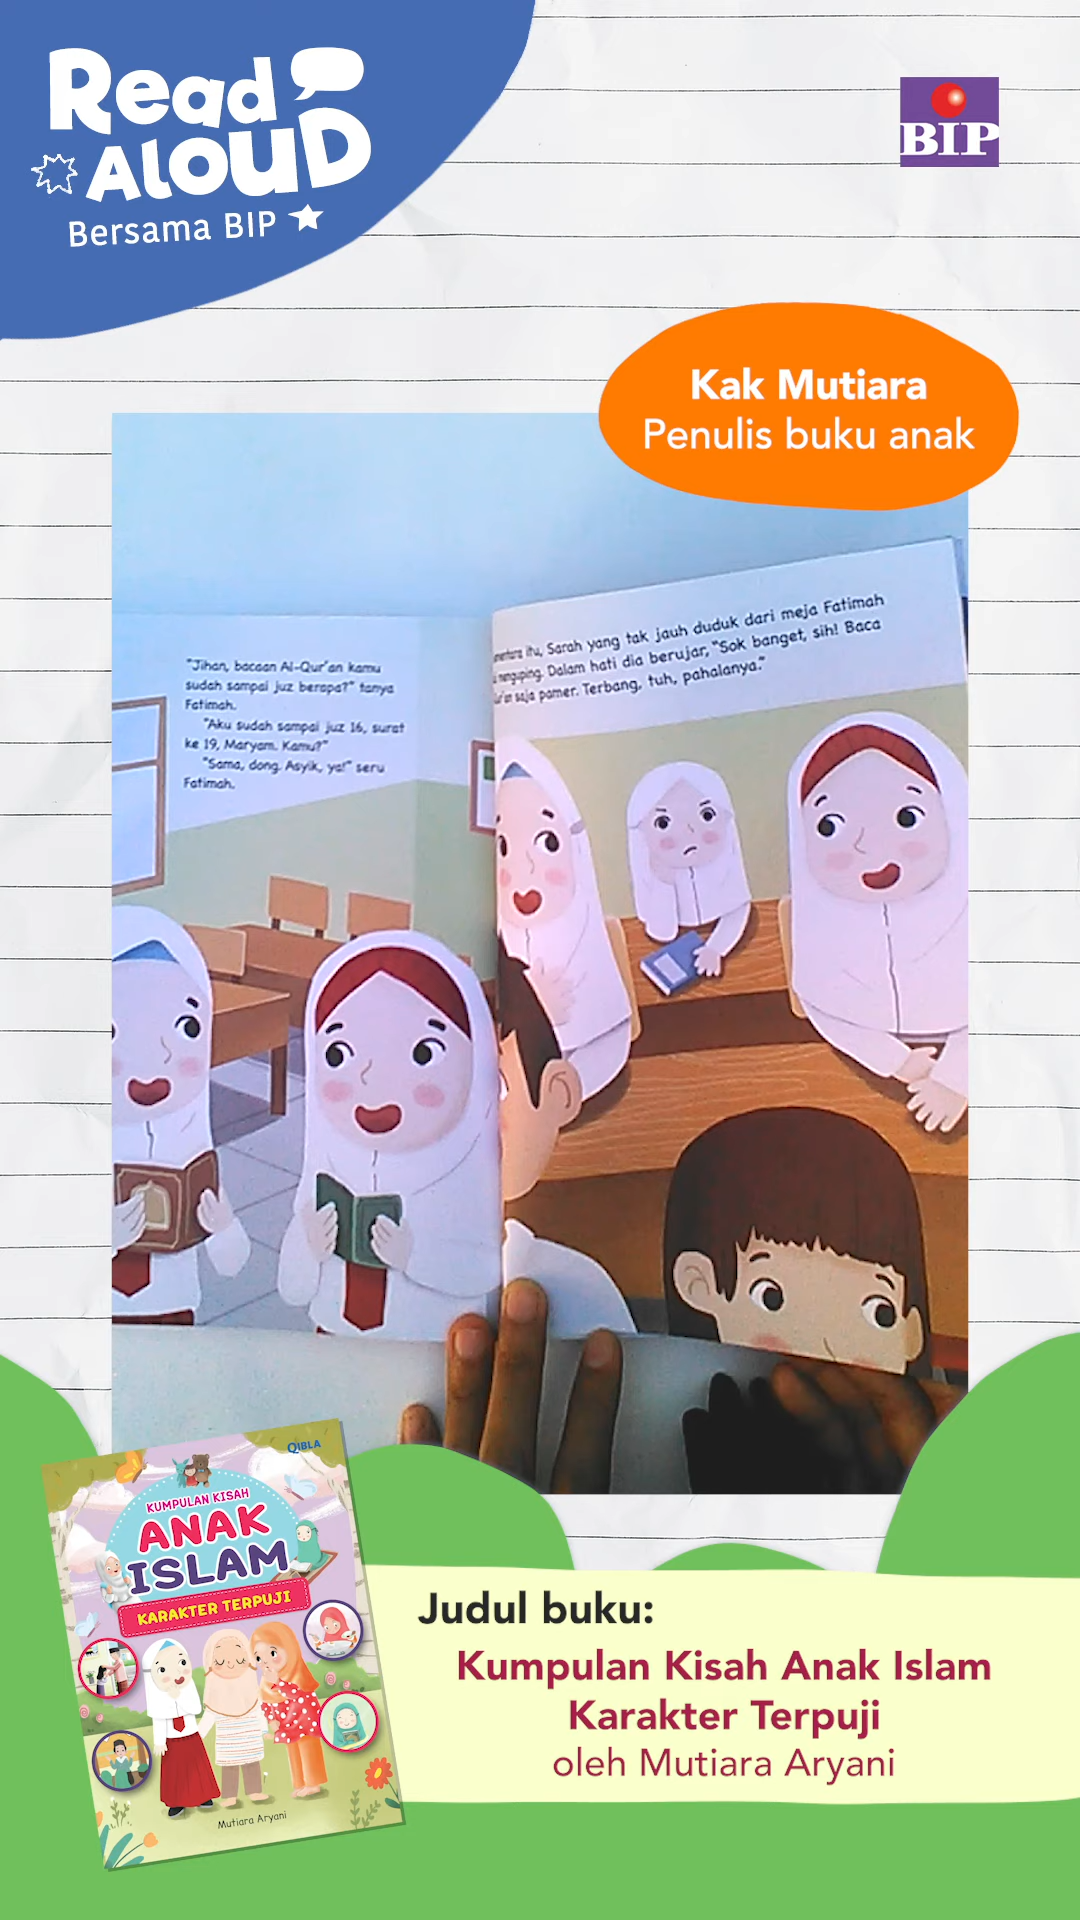 Read
Aloud
Bersama BIP
BIP
Kak Mutiara
Penulis buku anak
"Jihan, bacaan Al-Qur'an kamu
sudah sampai juz berapa?" tanya
Fatimah.
"Aku sudah sampai juz 16, surat
ke 19, Maryam. Kamu?"
"Sama, dong. Asyik, ya!" seru
Fatimah.
itu, Sarah yang tak jauh duduk dari meja Fatimah
menguping. Dalam hati dia berujar, "Sok banget, sih! Baca
saja pamer. Terbang, tuh, pahalanya."
QIBLA
KUMPULAN KISAH
ANAK
ISLAM
KARAKTER TERPUJI
Mutiara Aryani
Judul buku:
Kumpulan Kisah Anak Islam
Karakter Terpuji
oleh Mutiara Aryani